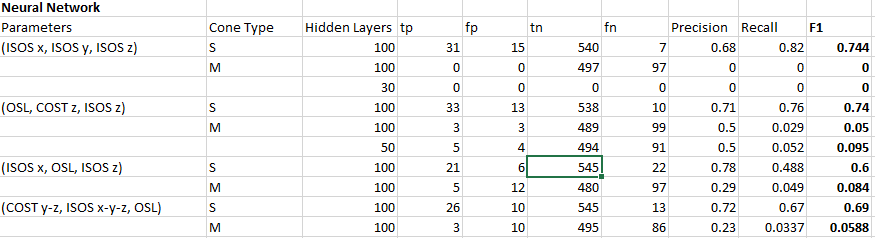 Neural Network
Parameters Cone Type Hidden Layers tp fp tn fn Precision Recall F1
(ISOS x, ISOS y, ISOS z) S 100 31 15 540 7 0.68 0.82 0.744
M 100 0 0 497 97 0 0 0
30 0 0 0 0 0 0 0
(OSL, COST z, ISOS z) S 100 33 13 538 10 0.71 0.76 0.74
M 100 3 3 489 99 0.5 0.029 0.05
50 5 4 494 91 0.5 0.052 0.095
(ISOS x, OSL, ISOS z) S 100 21 6 545 22 0.78 0.488 0.6
M 100 5 12 480 97 0.29 0.049 0.084
(COST y-z, ISOS x-y-z, OSL) S 100 26 10 545 13 0.72 0.67 0.69
M 100 3 10 495 86 0.23 0.0337 0.0588